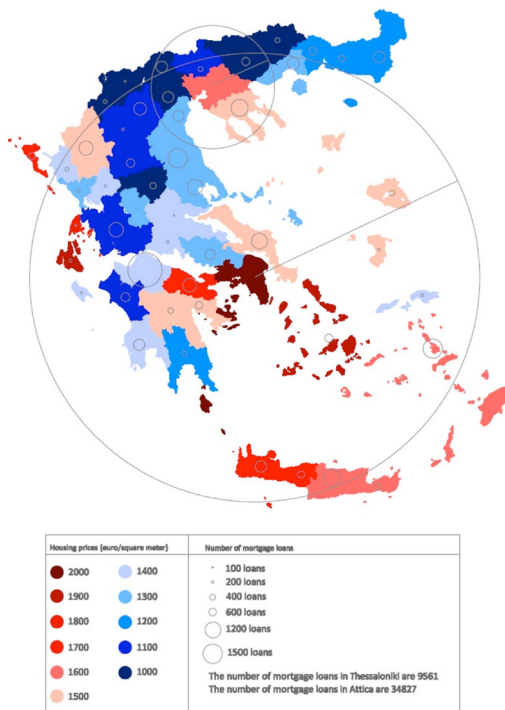 Housing prices (euro/square meter)
Number of mortgage loans
2000
1900
1800
1700
1600
1500
1400
1300
1200
1100
1000
100 loans
200 loans
400 loans
600 loans
1200 loans
1500 loans
The number of mortgage loans in Thessaloniki are 9561
The number of mortgage loans in Attica are 34827